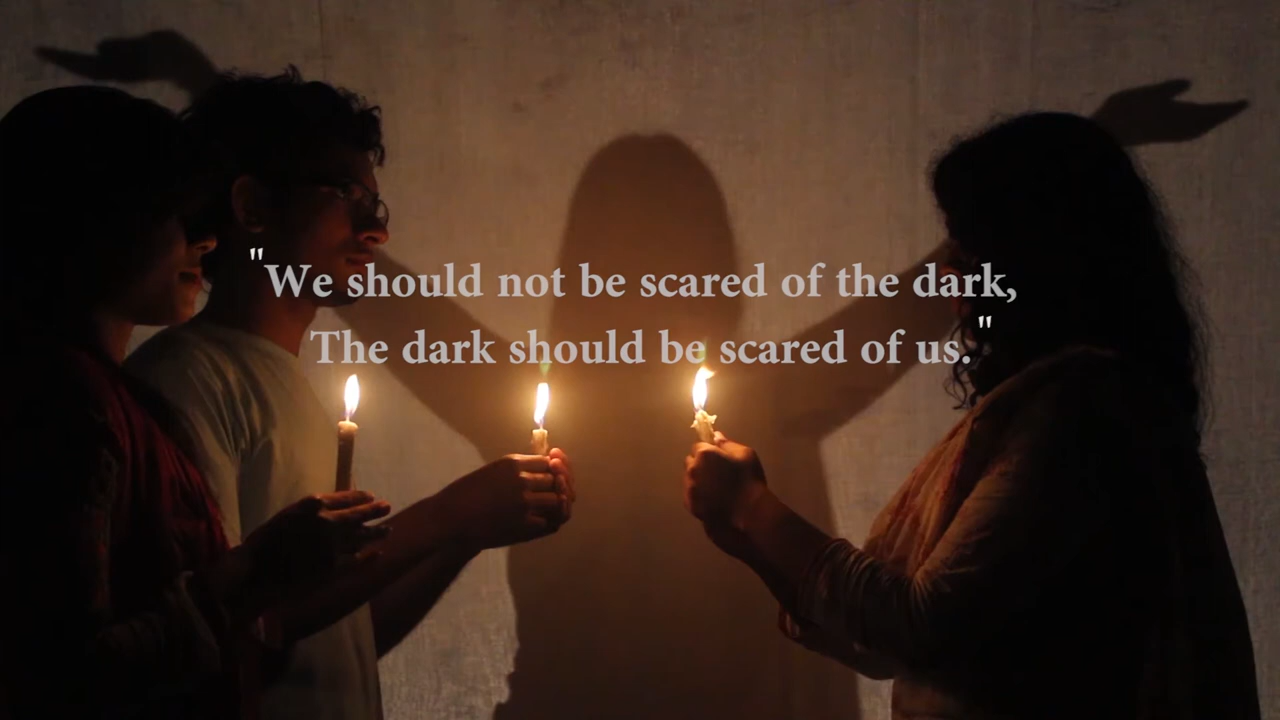 "We should not be scared of the dark,
The dark should be scared of us."